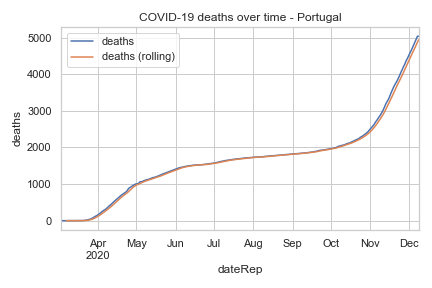 COVID-19 deaths over time - Portugal
deaths
deaths (rolling)
5000
4000
3000
2000
1000
0
deaths
Apr May Jun Jul Aug Sep Oct Nov Dec
2020
dateRep